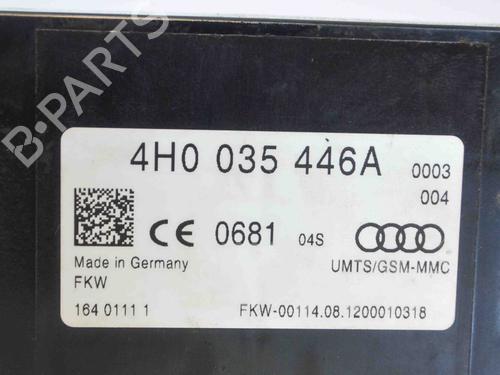 4H0 035 446A 0003
004
CE 0681 04S
Made in Germany UMTS/GSM-MMC
FKW
164 0111 1 FKW-00114.08.1200010318
B-PARTS